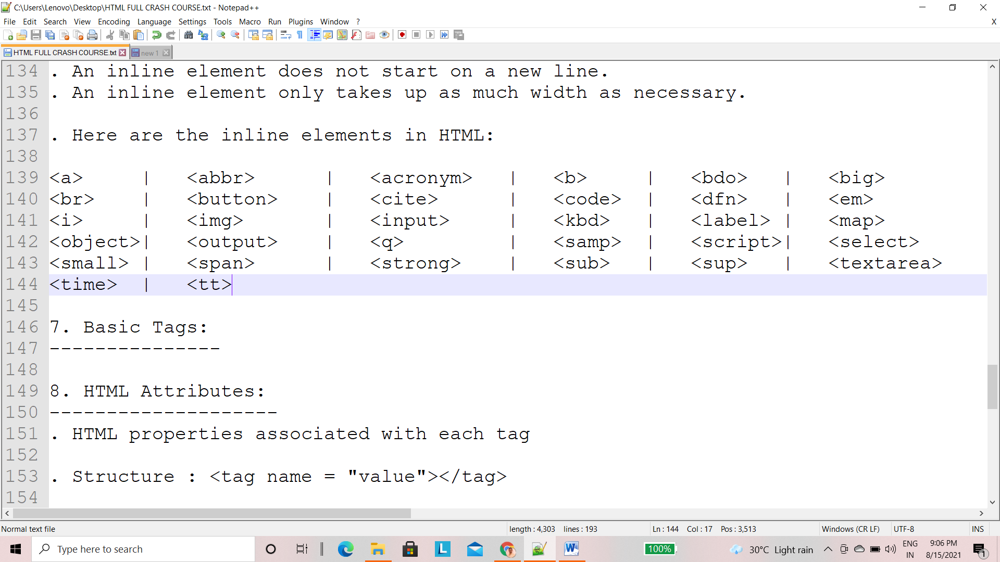 C:\Users\Lenovo\Desktop\HTML FULL CRASH COURSE.txt - Notepad++
File Edit Search View Encoding Language Settings Tools Macro Run Plugins Window ? X
HTML FULL CRASH COURSE.txt new 1
134 . An inline element does not start on a new line.
135 . An inline element only takes up as much width as necessary.
136
137 . Here are the inline elements in HTML:
138
139 <a> | <abbr> | <acronym> | <b> | <bdo> | <big>
140 <br> | <button> | <cite> | <code> | <dfn> | <em>
141 <i> | <img> | <input> | <kbd> | <label> | <map>
142 <object>| <output> | <q> | <samp> | <script>| <select>
143 <small> | <span> | <strong> | <sub> | <sup> | <textarea>
144 <time> | <tt>
145
146 7. Basic Tags:
147 ---------------
148
149 8. HTML Attributes:
150 --------------------
151 . HTML properties associated with each tag
152
153 . Structure : <tag name = "value"></tag>
154
Normal text file length : 4,303 lines : 193 Ln : 144 Col : 17 Pos : 3,513 Windows (CR LF) UTF-8 INS
Type here to search L W 100% 30°C Light rain ENG 9:06 PM
IN 8/15/2021 1